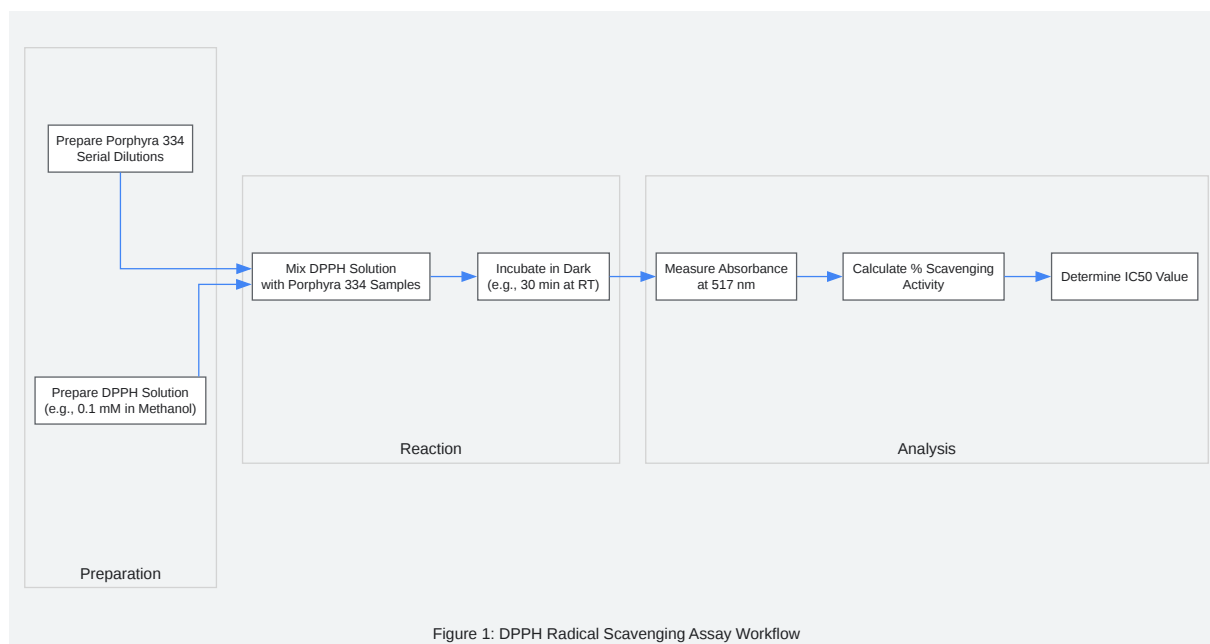 Prepare Porphyra 334
Serial Dilutions
Prepare DPPH Solution
(e.g., 0.1 mM in Methanol)
Preparation
Mix DPPH Solution
with Porphyra 334 Samples
Incubate in Dark
(e.g., 30 min at RT)
Reaction
Measure Absorbance
at 517 nm
Calculate % Scavenging
Activity
Determine IC50 Value
Analysis
Figure 1: DPPH Radical Scavenging Assay Workflow